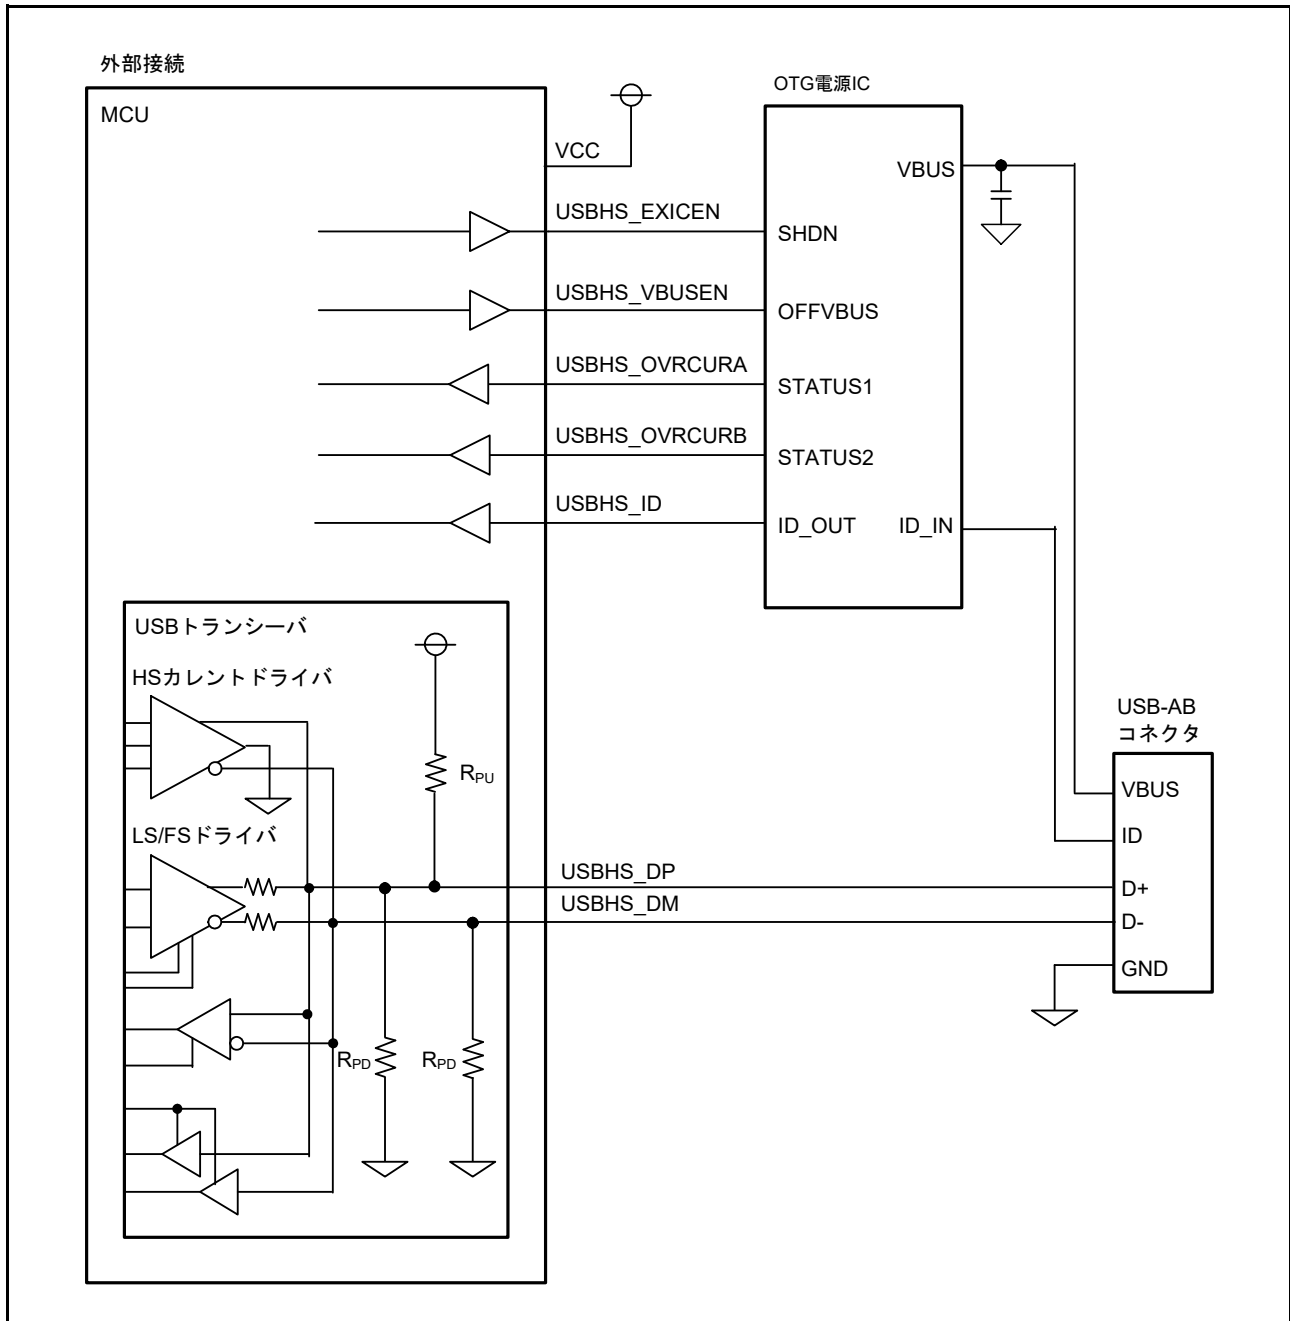 外部接続
MCU
VCC
USBHS_EXICEN
USBHS_VBUSEN
USBHS_OVRCURA
USBHS_OVRCURB
USBHS_ID
OTG電源IC
VBUS
SHDN
OFFVBUS
STATUS1
STATUS2
ID_OUT
ID_IN
USBトランシーバ
HSカレントドライバ
RPU
LS/FSドライバ
RPD
RPD
USBHS_DP
USBHS_DM
USB-AB
コネクタ
VBUS
ID
D+
D-
GND